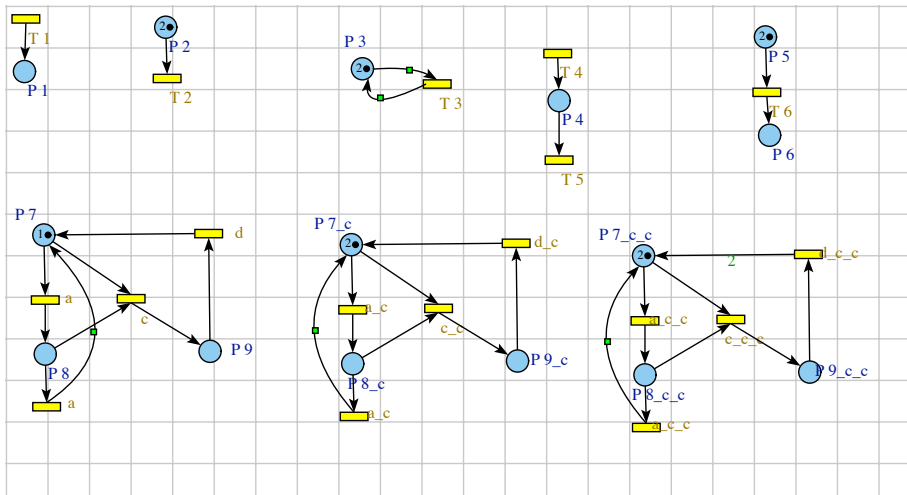 T 1
P 1
2
P 2
T 2
P 3
2
T 3
T 4
P 4
T 5
2
P 5
T 6
P 6
P 7
1
a
c
d
P 8
P 9
a
P 7_c
2
a_c
c_c
d_c
P 8_c
P 9_c
a_c
P 7_c_c
2
2
d_c_c
a_c_c
c_c_c
P 8_c_c
P 9_c_c
a_c_c